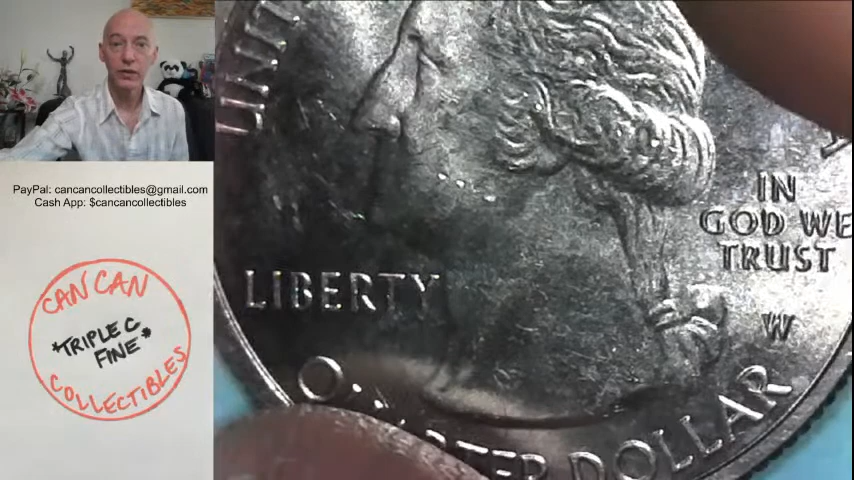 PayPal: cancancollectibles@gmail.com
Cash App: $cancancollectibles
CAN CAN
*TRIPLE C
FINE*
COLLECTIBLES
LIBERTY
IN
GOD WE
TRUST
W
DOLLAR